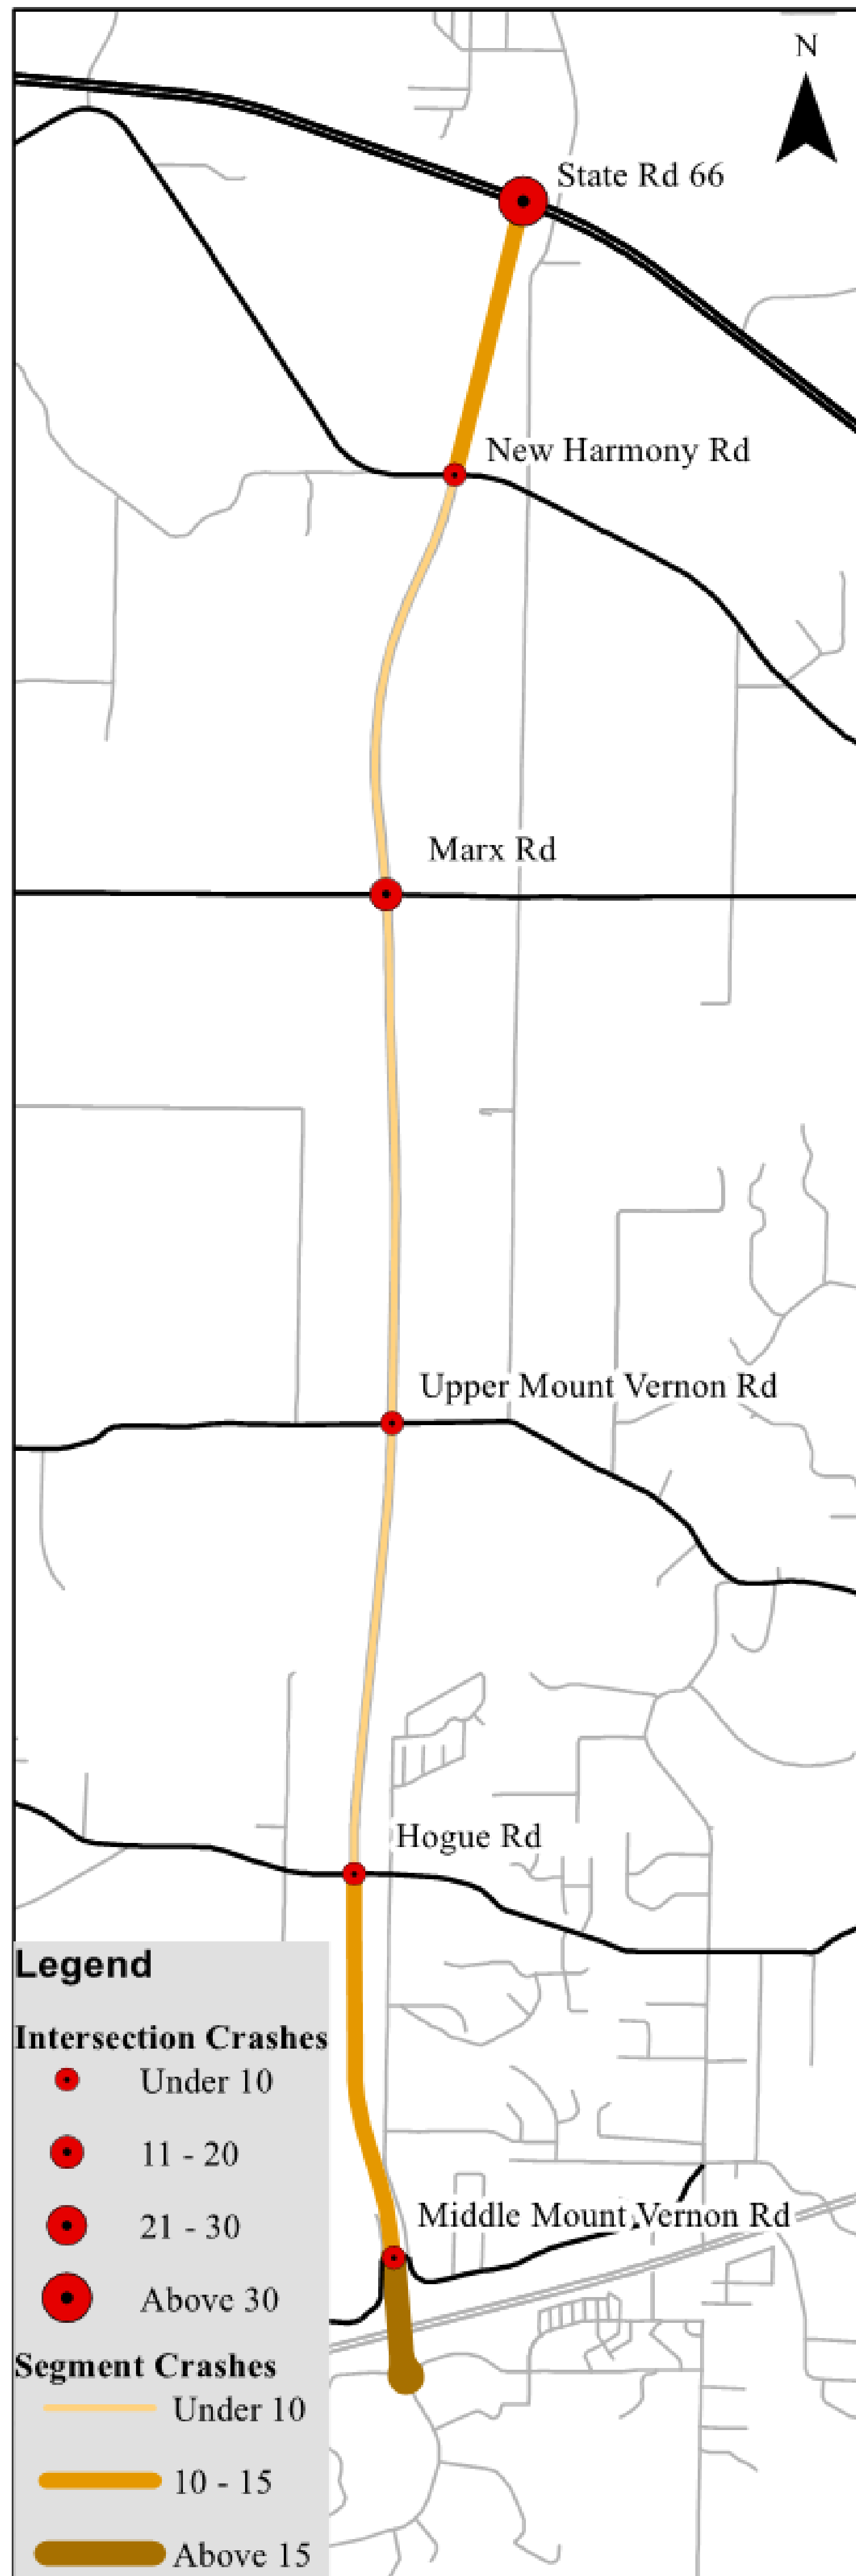 N
State Rd 66
New Harmony Rd
Marx Rd
Upper Mount Vernon Rd
Hogue Rd
Middle Mount Vernon Rd
Legend
Intersection Crashes
Under 10
11 - 20
21 - 30
Above 30
Segment Crashes
Under 10
10 - 15
Above 15